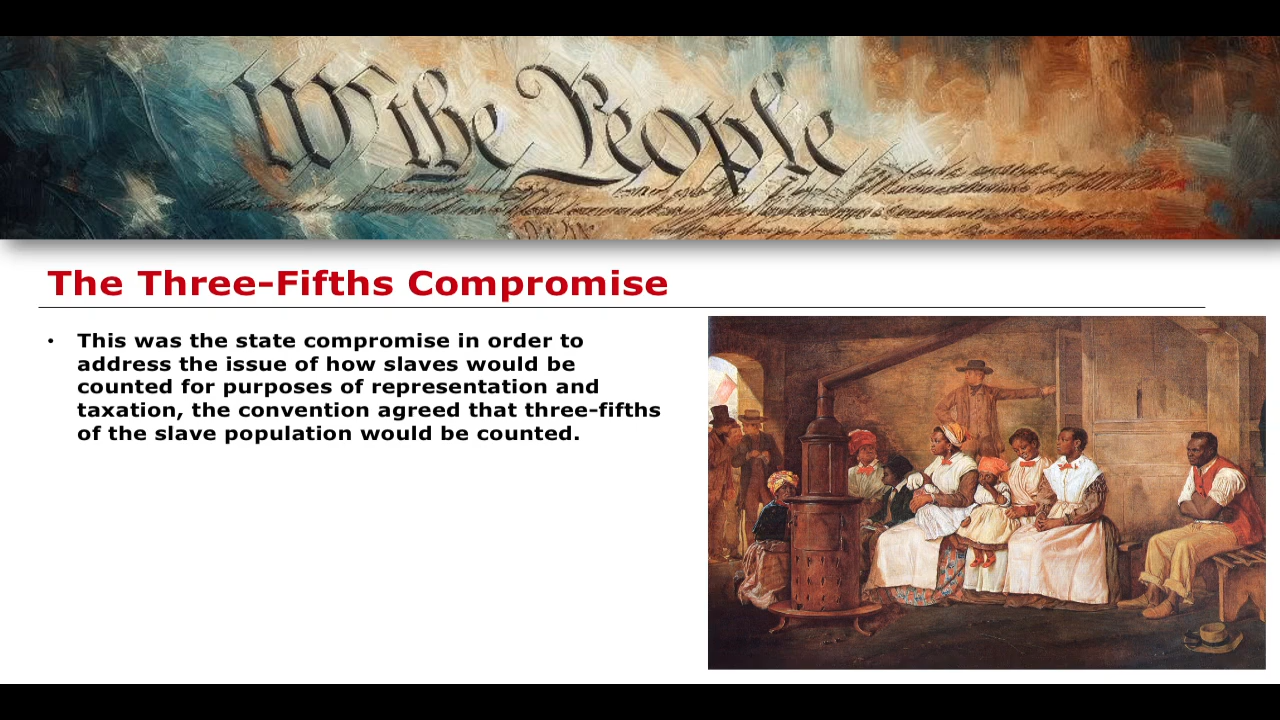 We the People
The Three-Fifths Compromise
• This was the state compromise in order to
address the issue of how slaves would be
counted for purposes of representation and
taxation, the convention agreed that three-fifths
of the slave population would be counted.